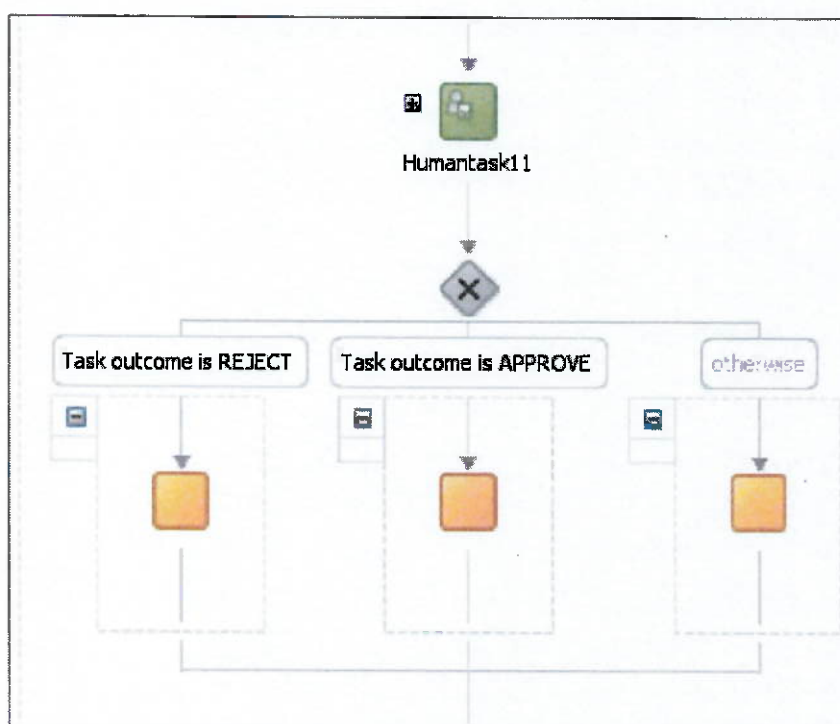 Humantask11
Task outcome is REJECT
Task outcome is APPROVE
otherwise